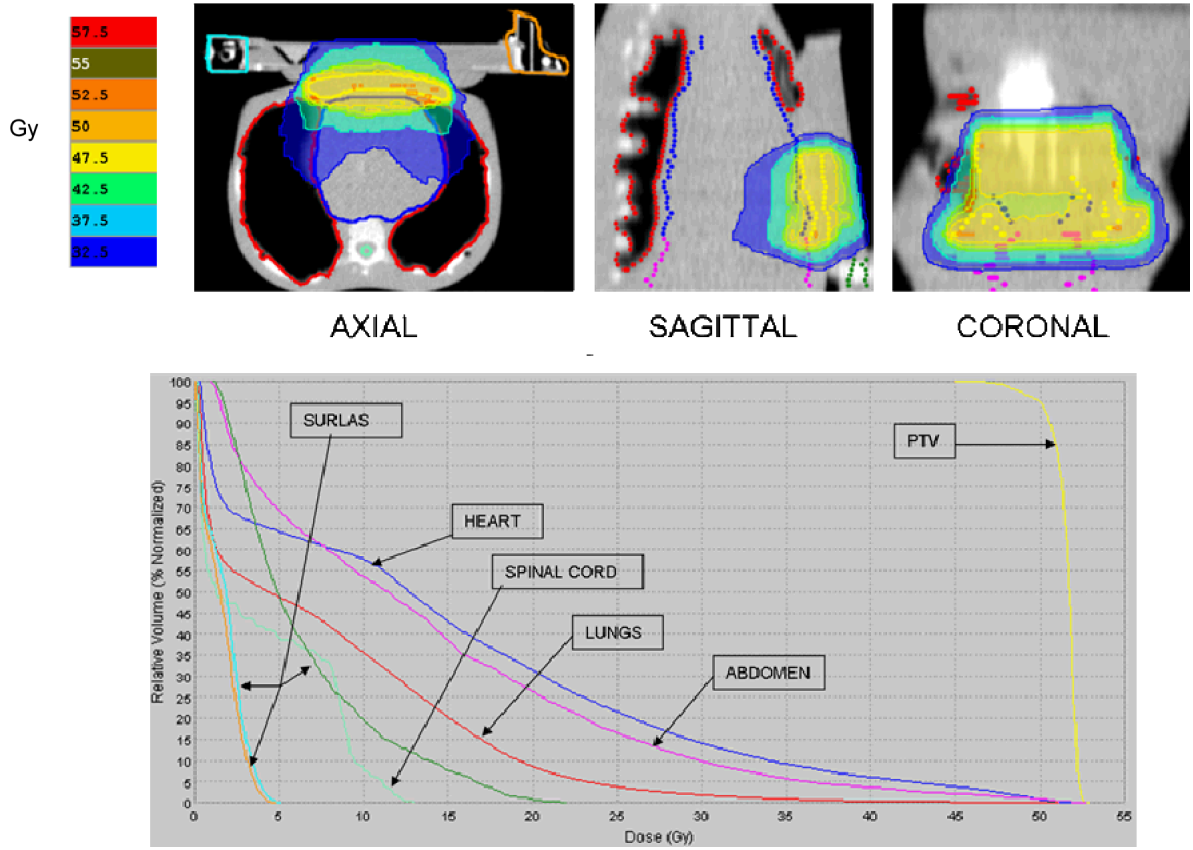 Gy
57.5
55
52.5
50
47.5
42.5
37.5
32.5
AXIAL
SAGITTAL
CORONAL
Relative Volume (% Normalized)
100
95
90
85
80
75
70
65
60
55
50
45
40
35
30
25
20
15
10
5
0
SURLAS
PTV
HEART
SPINAL CORD
LUNGS
ABDOMEN
0 5 10 15 20 25 30 35 40 45 50 55
Dose (Gy)